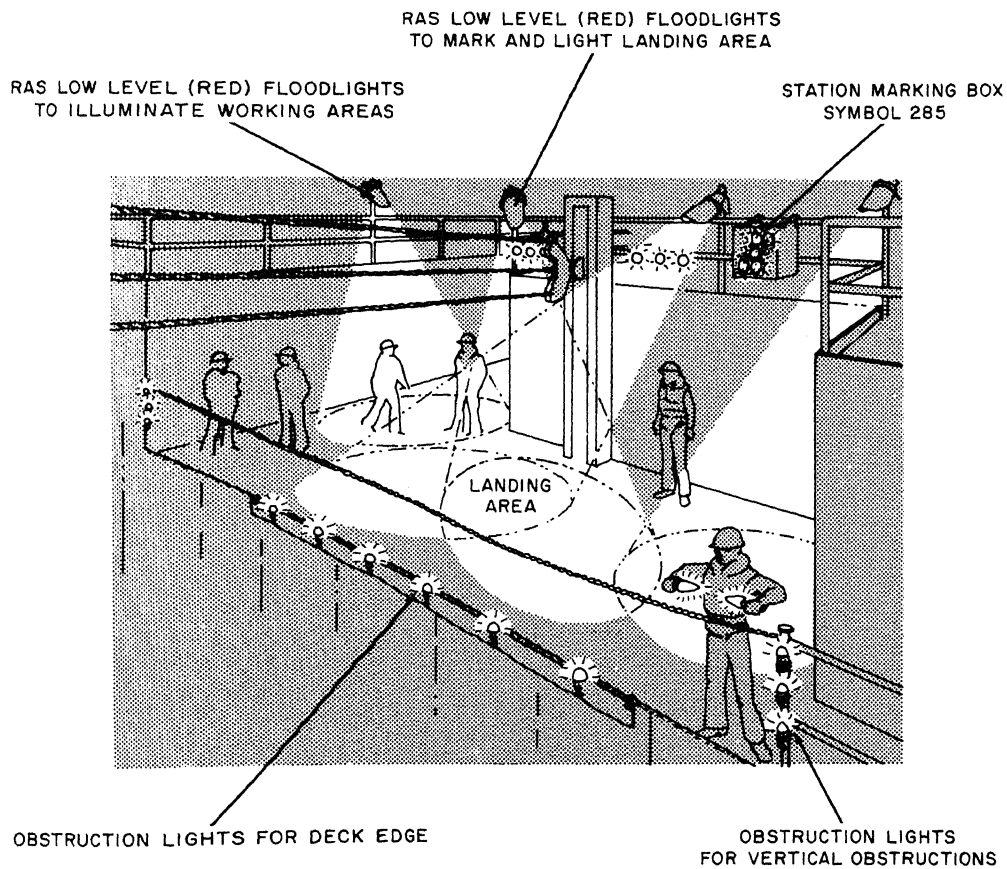 RAS LOW LEVEL (RED) FLOODLIGHTS
TO MARK AND LIGHT LANDING AREA
RAS LOW LEVEL (RED) FLOODLIGHTS
TO ILLUMINATE WORKING AREAS
STATION MARKING BOX
SYMBOL 285
LANDING
AREA
OBSTRUCTION LIGHTS FOR DECK EDGE
OBSTRUCTION LIGHTS
FOR VERTICAL OBSTRUCTIONS